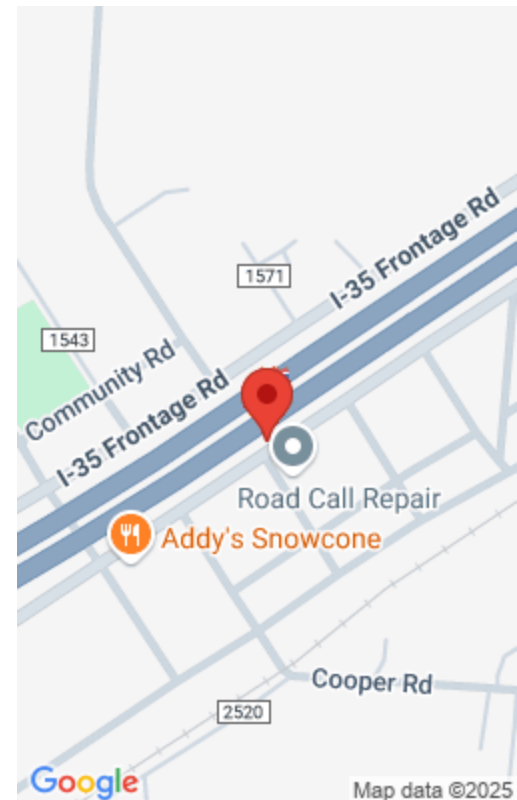 I-35 Frontage Rd
1571
1543
Community Rd
I-35 Frontage Rd
Road Call Repair
Addy's Snowcone
Cooper Rd
2520
Google
Map data ©2025